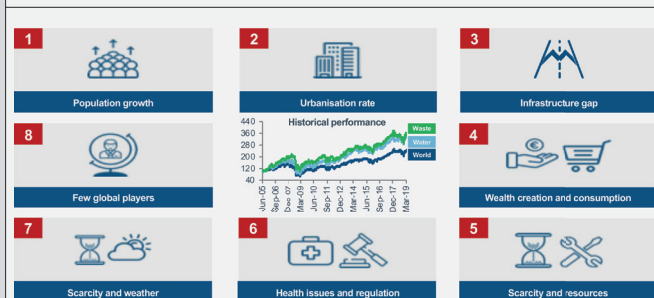 1
Population growth
2
Urbanisation rate
3
Infrastructure gap
8
Few global players
Historical performance
440
360
280
200
120
40
Waste
Water
World
Jun-05
Sep-06
Dec-07
Mar-09
Jun-10
Sep-11
Dec-12
Mar-14
Jun-15
Sep-16
Dec-17
Mar-19
4
€
Wealth creation and consumption
7
Scarcity and weather
6
Health issues and regulation
5
Scarcity and resources